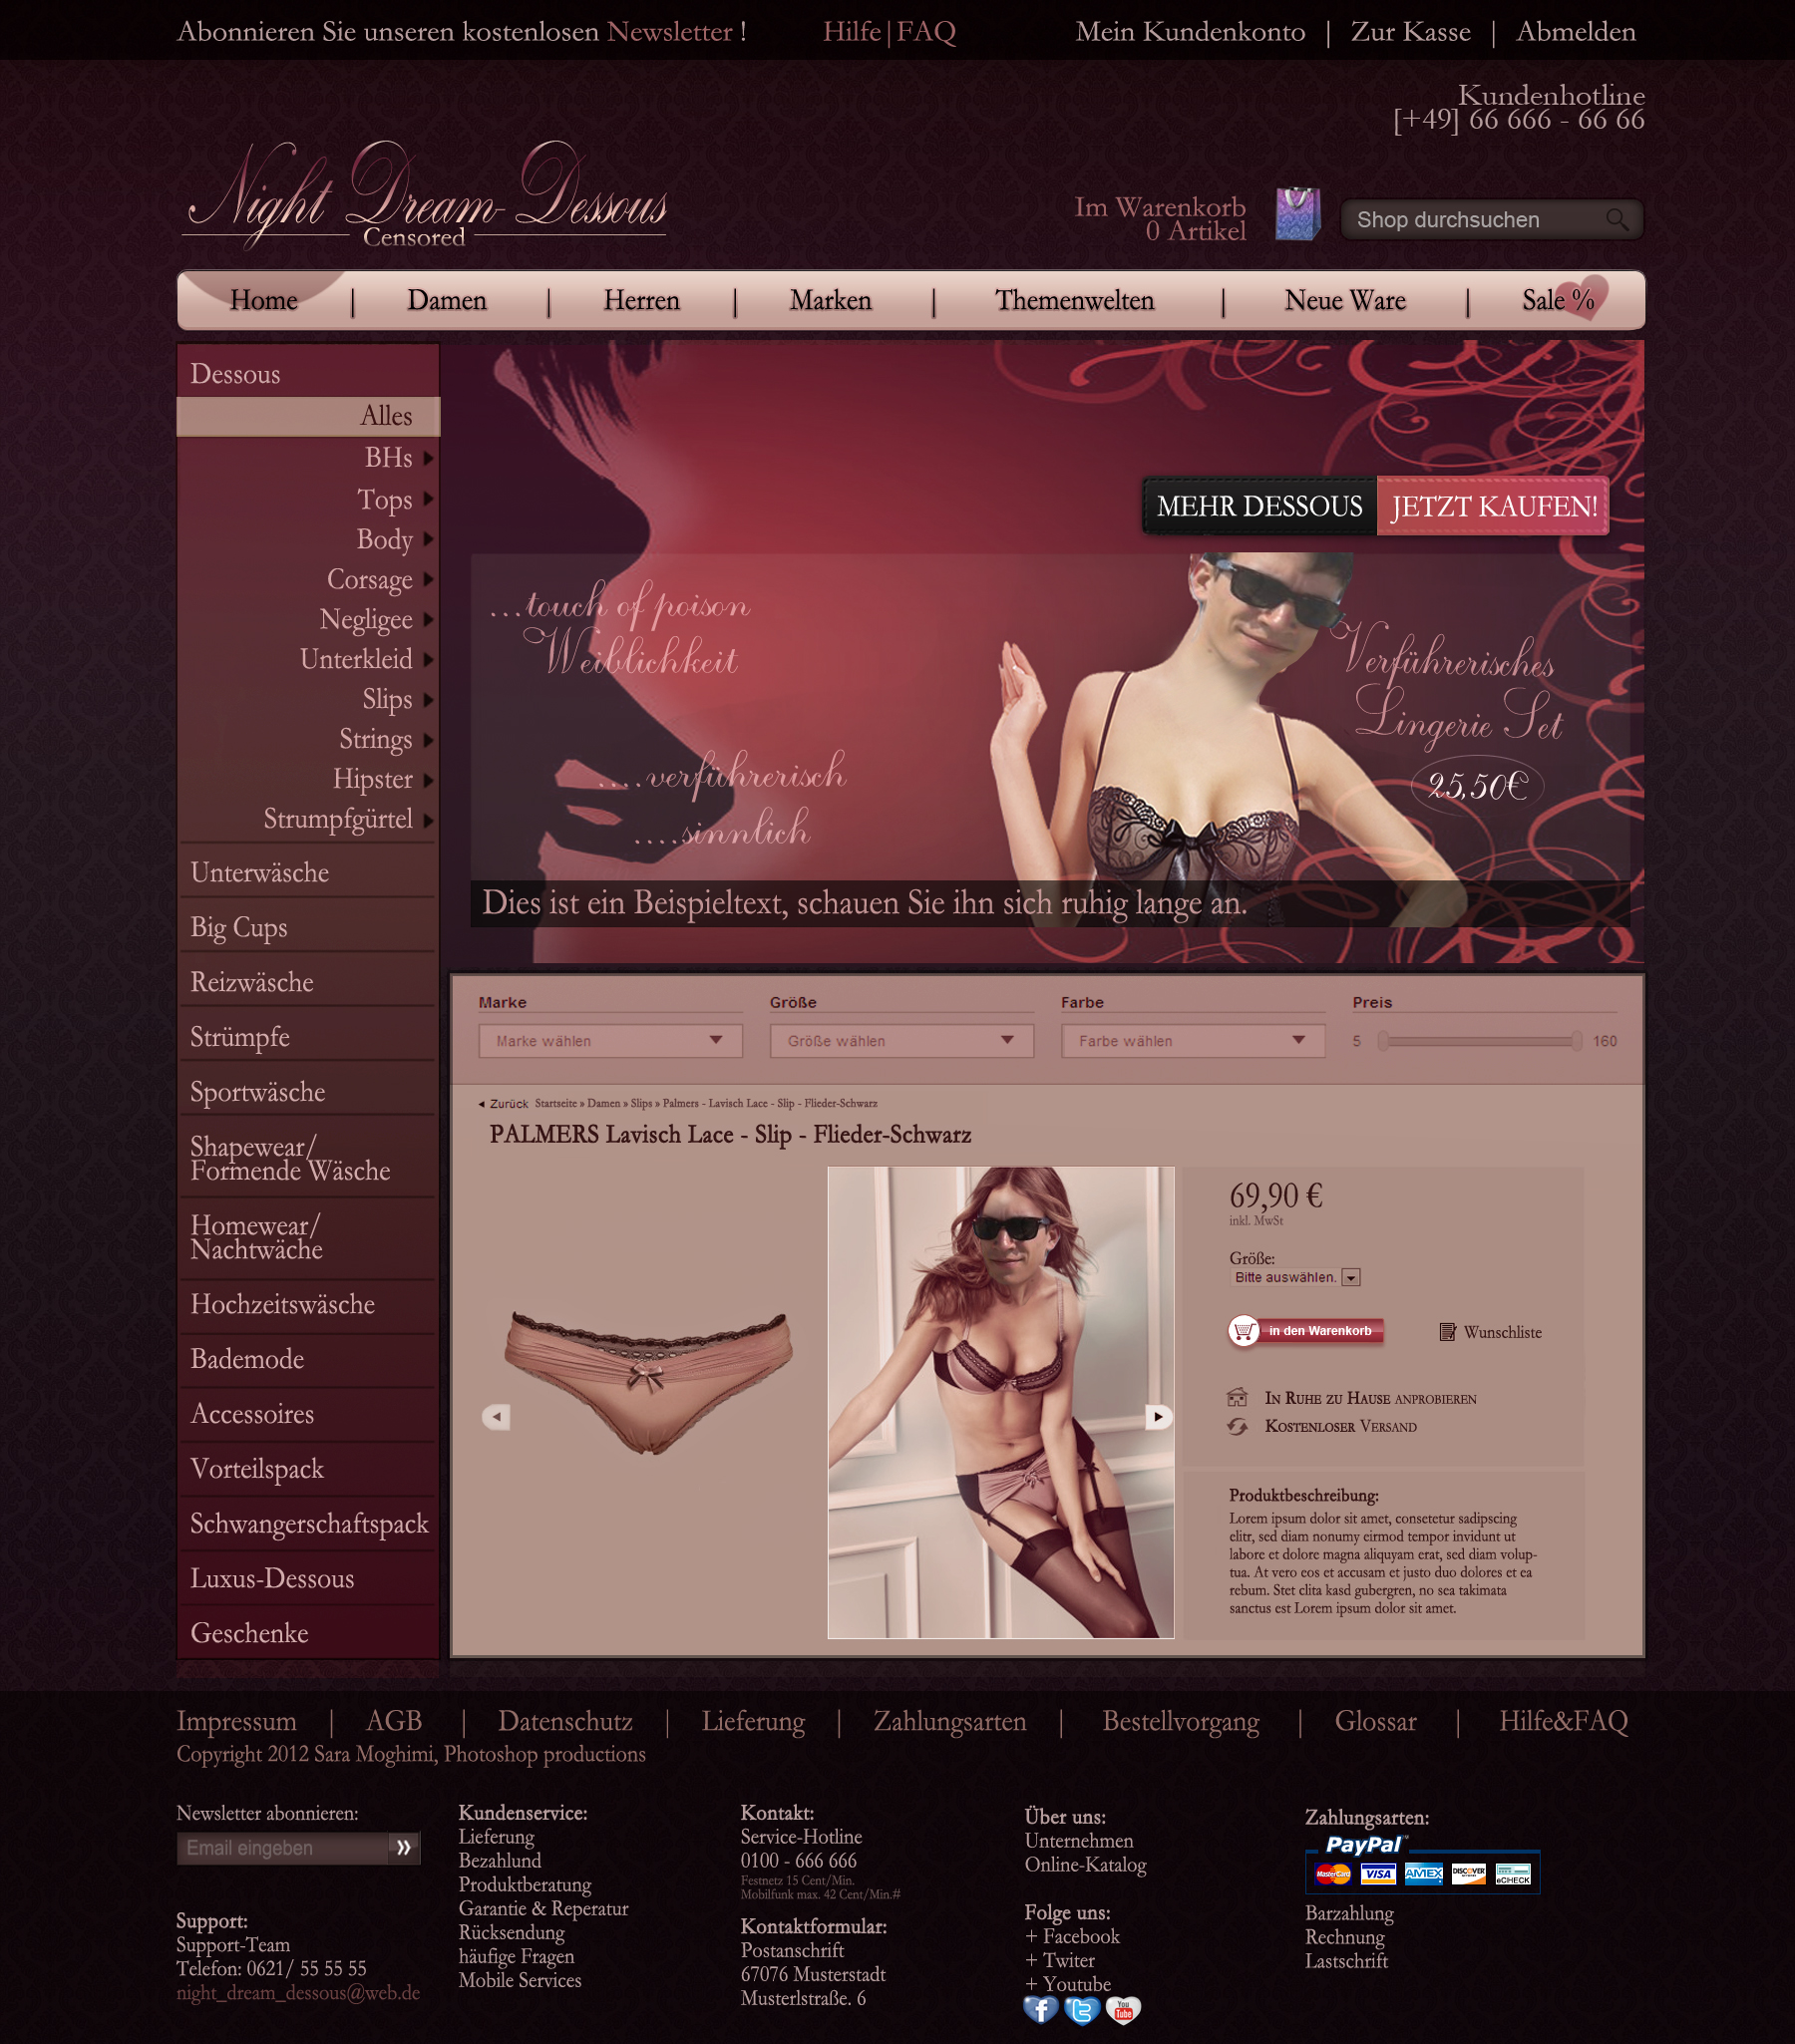 Abonnieren Sie unseren kostenlosen Newsletter !
Hilfe|FAQ
Mein Kundenkonto | Zur Kasse | Abmelden
Kundenhotline
[+49] 66 666 - 66 66
Night Dream-Dessous
Censored
Im Warenkorb
0 Artikel
Shop durchsuchen
Home | Damen | Herren | Marken | Themenwelten | Neue Ware | Sale %
Dessous
Alles
BHs
Tops
Body
Corsage
Negligee
Unterkleid
Slips
Strings
Hipster
Strumpfgürtel
Unterwäsche
Big Cups
Reizwäsche
Strümpfe
Sportwäsche
Shapewear/
Formende Wäsche
Homewear/
Nachtwäche
Hochzeitswäsche
Bademode
Accessoires
Vorteilspack
Schwangerschaftspack
Luxus-Dessous
Geschenke
MEHR DESSOUS JETZT KAUFEN!
...touch of poison
Weiblichkeit
....verführerisch
....sinnlich
Verführerisches
Lingerie Set
25,50€
Dies ist ein Beispieltext, schauen Sie ihn sich ruhig lange an.
Marke
Marke wählen
Größe
Größe wählen
Farbe
Farbe wählen
Preis
5 160
Zurück Startseite » Damen » Slips » Palmers - Lavisch Lace - Slip - Flieder-Schwarz
PALMERS Lavisch Lace - Slip - Flieder-Schwarz
69,90 €
inkl. MwSt
Größe:
Bitte auswählen.
in den Warenkorb
Wunschliste
In Ruhe zu Hause anprobieren
Kostenloser Versand
Produktbeschreibung:
Lorem ipsum dolor sit amet, consetetur sadipscing
elitr, sed diam nonumy eirmod tempor invidunt ut
labore et dolore magna aliquyam erat, sed diam volup-
tua. At vero eos et accusam et justo duo dolores et ea
rebum. Stet clita kasd gubergren, no sea takimata
sanctus est Lorem ipsum dolor sit amet.
Impressum | AGB | Datenschutz | Lieferung | Zahlungsarten | Bestellvorgang | Glossar | Hilfe&FAQ
Copyright 2012 Sara Moghimi, Photoshop productions
Newsletter abonnieren:
Email eingeben »
Support:
Support-Team
Telefon: 0621/ 55 55 55
night_dream_dessous@web.de
Kundenservice:
Lieferung
Bezahlund
Produktberatung
Garantie & Reperatur
Rücksendung
häufige Fragen
Mobile Services
Kontakt:
Service-Hotline
0100 - 666 666
Festnetz 15 Cent/Min.
Mobilfunk max. 42 Cent/Min.#
Kontaktformular:
Postanschrift
67076 Musterstadt
Musterlstraße. 6
Über uns:
Unternehmen
Online-Katalog
Folge uns:
+ Facebook
+ Twiter
+ Youtube
f t You Tube
Zahlungsarten:
PayPal
MasterCard VISA AMEX DISCOVER eCHECK
Barzahlung
Rechnung
Lastschrift